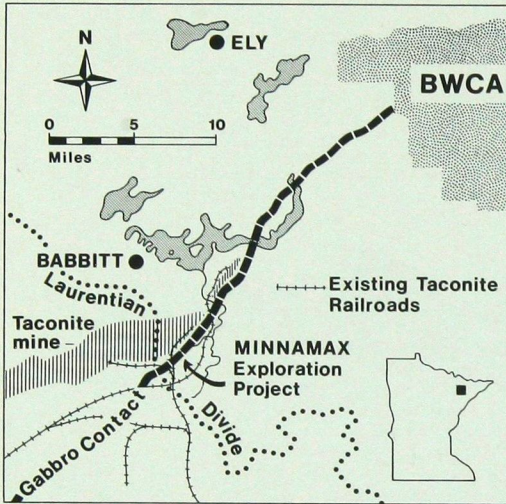 N
ELY
BWCA
0 5 10
Miles
BABBITT
Laurentian
Existing Taconite
Railroads
Taconite
mine
MINNAMAX
Exploration
Project
Divide
Gabbro Contact